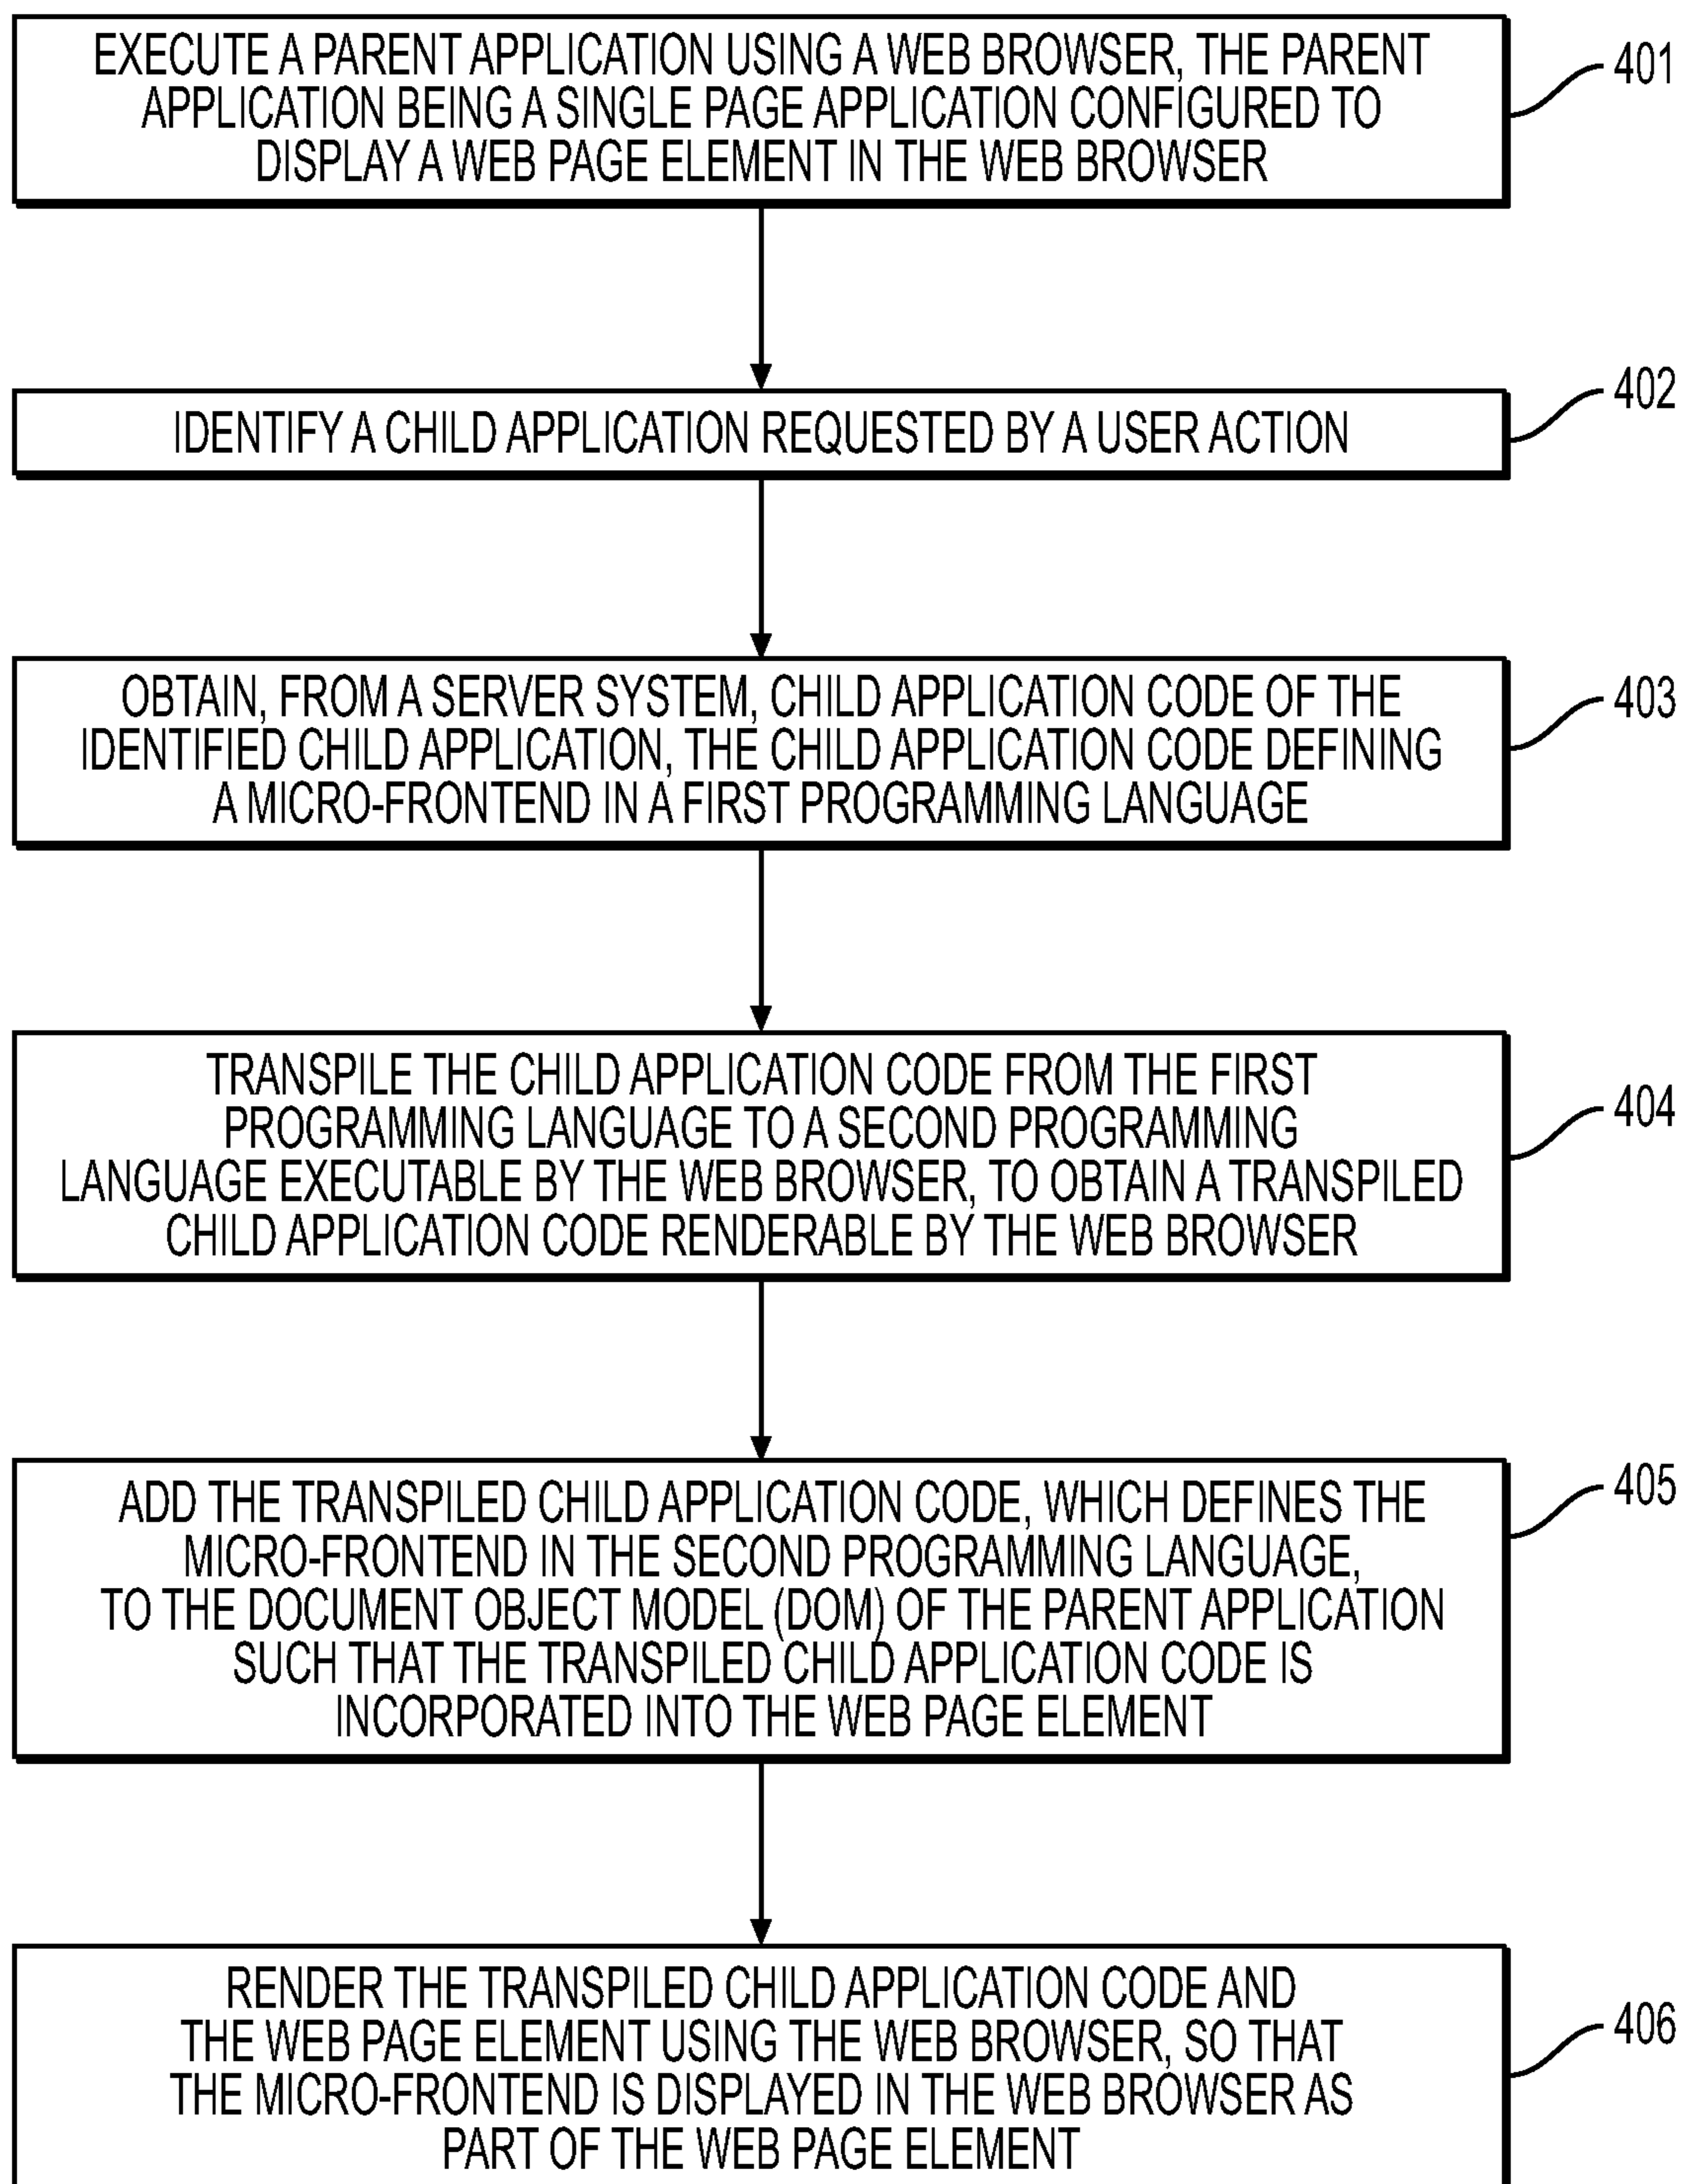 EXECUTE A PARENT APPLICATION USING A WEB BROWSER, THE PARENT
APPLICATION BEING A SINGLE PAGE APPLICATION CONFIGURED TO
DISPLAY A WEB PAGE ELEMENT IN THE WEB BROWSER
401
IDENTIFY A CHILD APPLICATION REQUESTED BY A USER ACTION
402
OBTAIN, FROM A SERVER SYSTEM, CHILD APPLICATION CODE OF THE
IDENTIFIED CHILD APPLICATION, THE CHILD APPLICATION CODE DEFINING
A MICRO-FRONTEND IN A FIRST PROGRAMMING LANGUAGE
403
TRANSPILE THE CHILD APPLICATION CODE FROM THE FIRST
PROGRAMMING LANGUAGE TO A SECOND PROGRAMMING
LANGUAGE EXECUTABLE BY THE WEB BROWSER, TO OBTAIN A TRANSPILED
CHILD APPLICATION CODE RENDERABLE BY THE WEB BROWSER
404
ADD THE TRANSPILED CHILD APPLICATION CODE, WHICH DEFINES THE
MICRO-FRONTEND IN THE SECOND PROGRAMMING LANGUAGE,
TO THE DOCUMENT OBJECT MODEL (DOM) OF THE PARENT APPLICATION
SUCH THAT THE TRANSPILED CHILD APPLICATION CODE IS
INCORPORATED INTO THE WEB PAGE ELEMENT
405
RENDER THE TRANSPILED CHILD APPLICATION CODE AND
THE WEB PAGE ELEMENT USING THE WEB BROWSER, SO THAT
THE MICRO-FRONTEND IS DISPLAYED IN THE WEB BROWSER AS
PART OF THE WEB PAGE ELEMENT
406